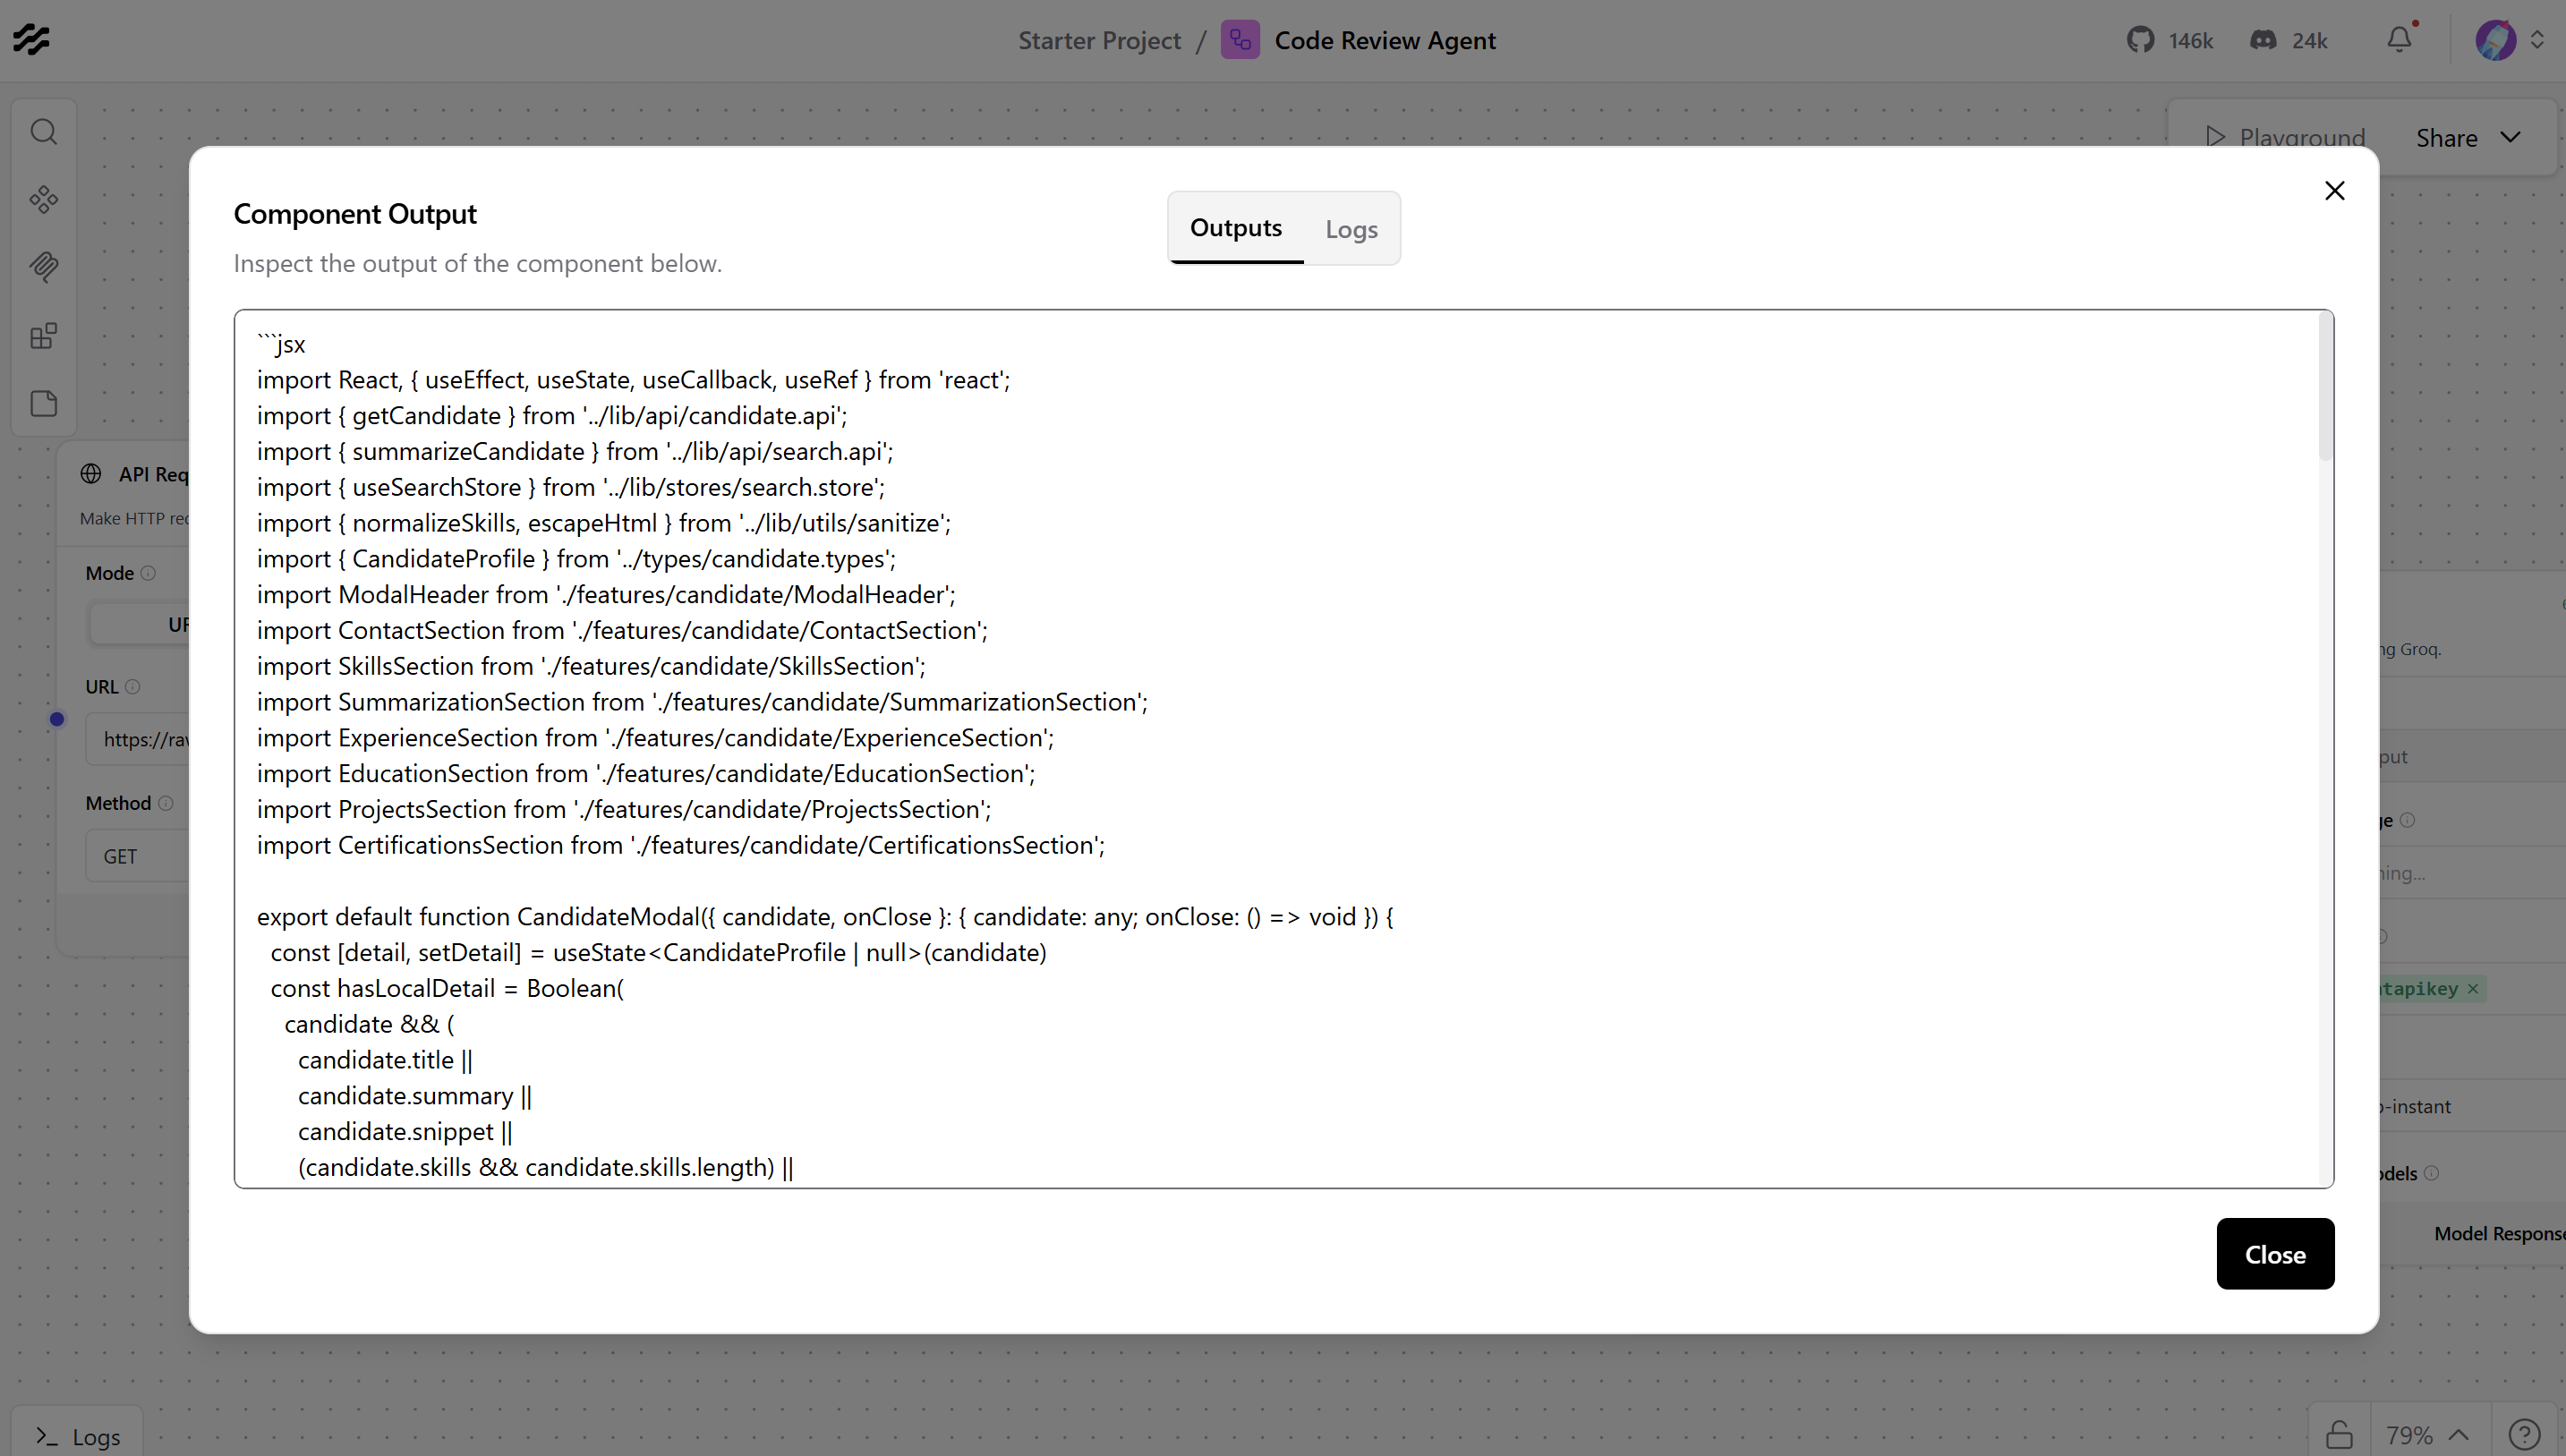 Starter Project / Code Review Agent
146k
24k
Playground
Share
Component Output
Inspect the output of the component below.
Outputs
Logs
```jsx
import React, { useEffect, useState, useCallback, useRef } from 'react';
import { getCandidate } from '../lib/api/candidate.api';
import { summarizeCandidate } from '../lib/api/search.api';
import { useSearchStore } from '../lib/stores/search.store';
import { normalizeSkills, escapeHtml } from '../lib/utils/sanitize';
import { CandidateProfile } from '../types/candidate.types';
import ModalHeader from './features/candidate/ModalHeader';
import ContactSection from './features/candidate/ContactSection';
import SkillsSection from './features/candidate/SkillsSection';
import SummarizationSection from './features/candidate/SummarizationSection';
import ExperienceSection from './features/candidate/ExperienceSection';
import EducationSection from './features/candidate/EducationSection';
import ProjectsSection from './features/candidate/ProjectsSection';
import CertificationsSection from './features/candidate/CertificationsSection';
export default function CandidateModal({ candidate, onClose }: { candidate: any; onClose: () => void }) {
const [detail, setDetail] = useState<CandidateProfile | null>(candidate)
const hasLocalDetail = Boolean(
candidate && (
candidate.title ||
candidate.summary ||
candidate.snippet ||
(candidate.skills && candidate.skills.length) ||
Close
API Req
Make HTTP req
Mode
UR
URL
https://raw
Method
GET
ng Groq.
put
ge
hing...
tapikey
-instant
odels
Model Response
Logs
79%